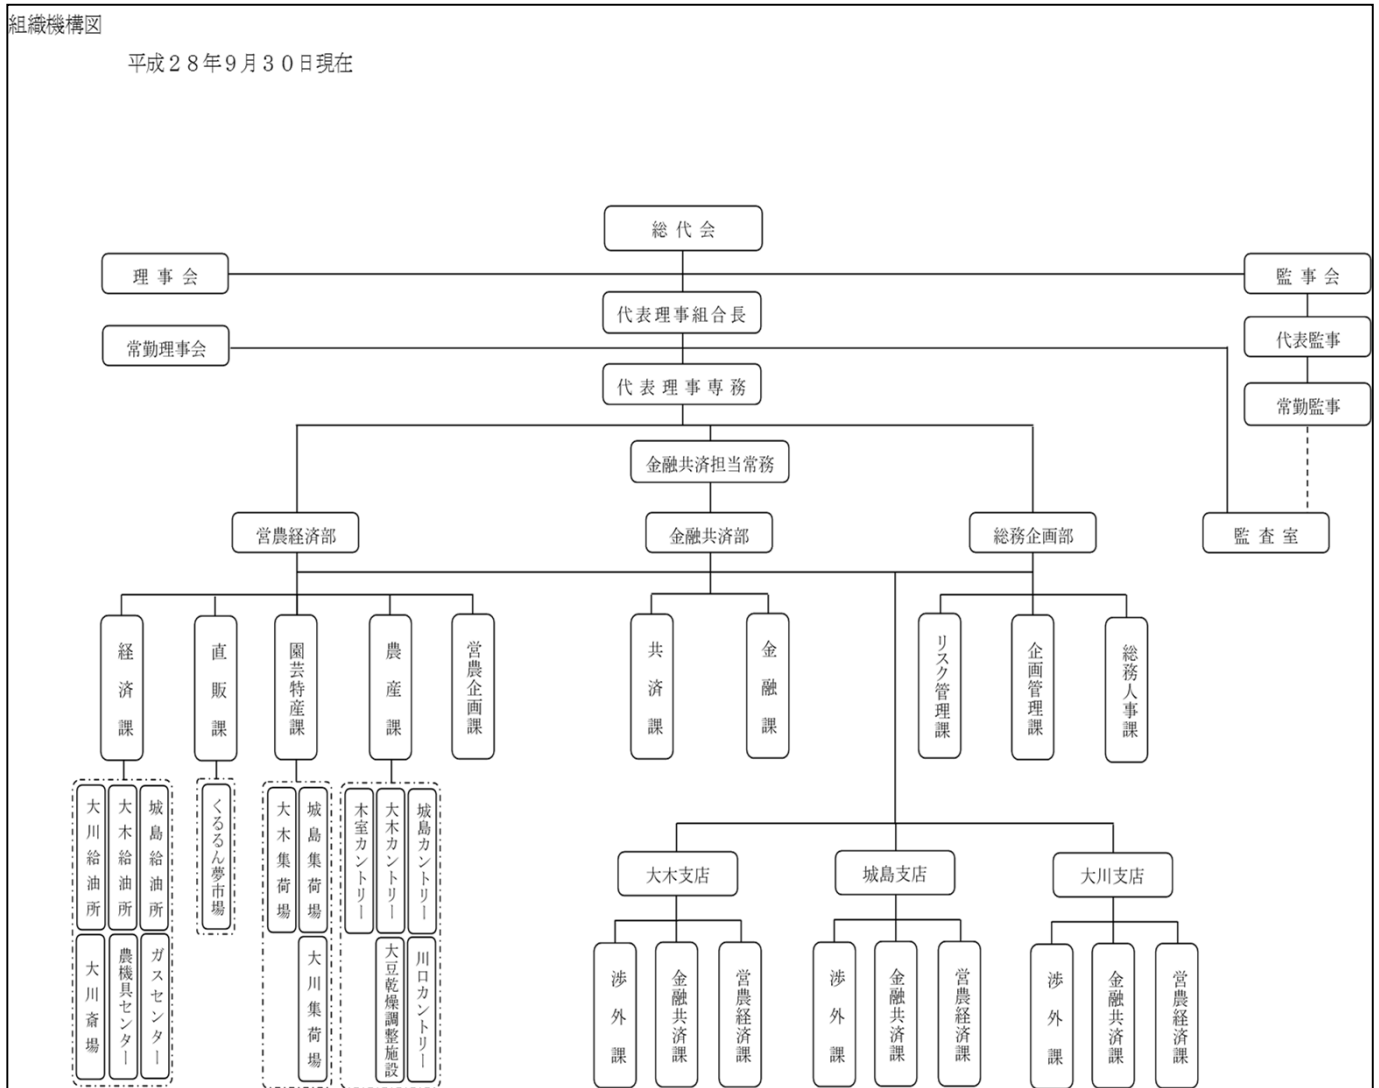 組織機構図
平成２８年９月３０日現在
総代会
理事会
監事会
代表理事組合長
代表監事
常勤理事会
代表理事専務
常勤監事
金融共済担当常務
営農経済部
金融共済部
総務企画部
監査室
経済課
直販課
園芸特産課
農産課
営農企画課
共済課
金融課
リスク管理課
企画管理課
総務人事課
大川給油所
大木給油所
城島給油所
くるるん夢市場
大木集荷場
城島集荷場
木室カントリー
大木カントリー
城島カントリー
大川斎場
農機具センター
ガスセンター
大川集荷場
大豆乾燥調整施設
川口カントリー
大木支店
城島支店
大川支店
渉外課
金融共済課
営農経済課
渉外課
金融共済課
営農経済課
渉外課
金融共済課
営農経済課